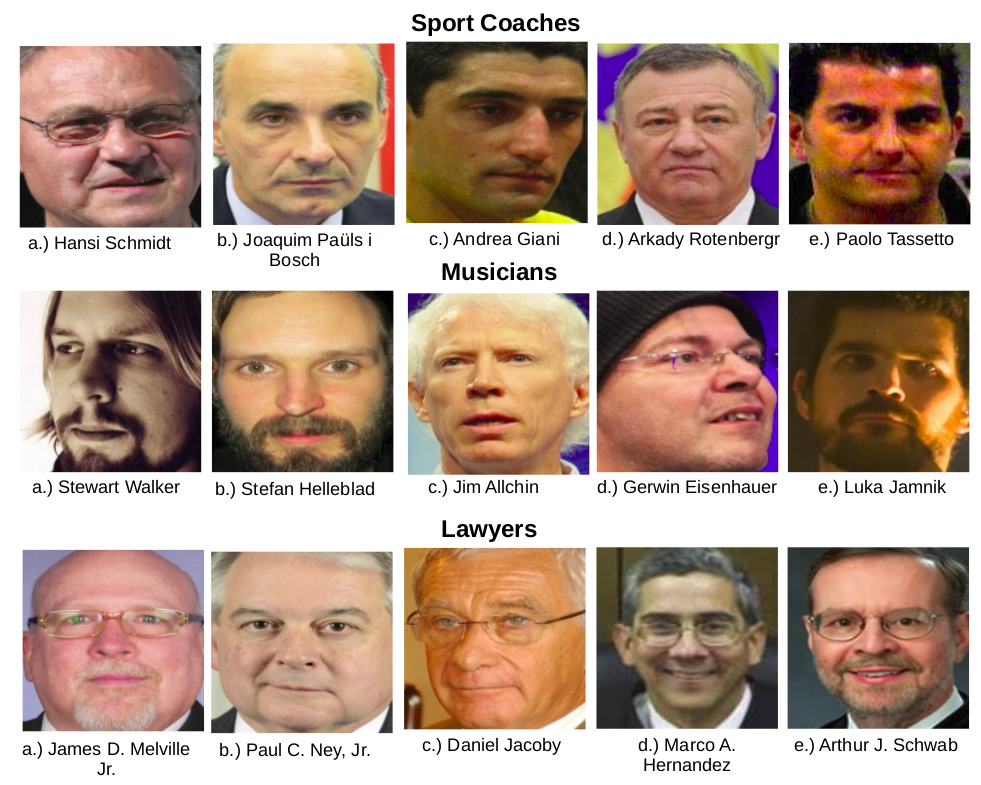 Sport Coaches
a.) Hansi Schmidt
b.) Joaquim Paüls i
Bosch
c.) Andrea Giani
d.) Arkady Rotenbergr
e.) Paolo Tassetto
Musicians
a.) Stewart Walker
b.) Stefan Helleblad
c.) Jim Allchin
d.) Gerwin Eisenhauer
e.) Luka Jamnik
Lawyers
a.) James D. Melville
Jr.
b.) Paul C. Ney, Jr.
c.) Daniel Jacoby
d.) Marco A.
Hernandez
e.) Arthur J. Schwab